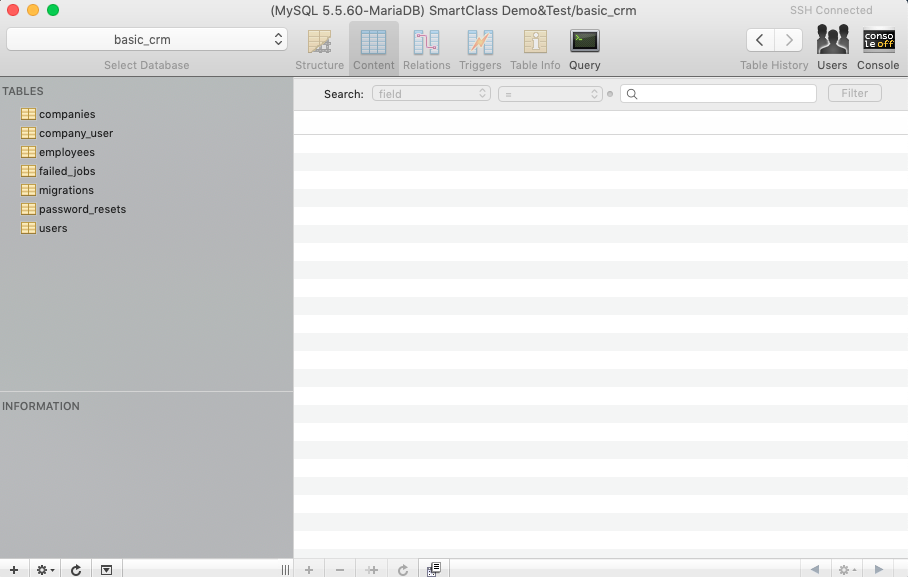 (MySQL 5.5.60-MariaDB) SmartClass Demo&Test/basic_crm
SSH Connected
basic_crm
Select Database
Structure
Content
Relations
Triggers
Table Info
Query
Table History
Users
conso
le off
Console
TABLES
companies
company_user
employees
failed_jobs
migrations
password_resets
users
INFORMATION
Search:
field
=
Filter